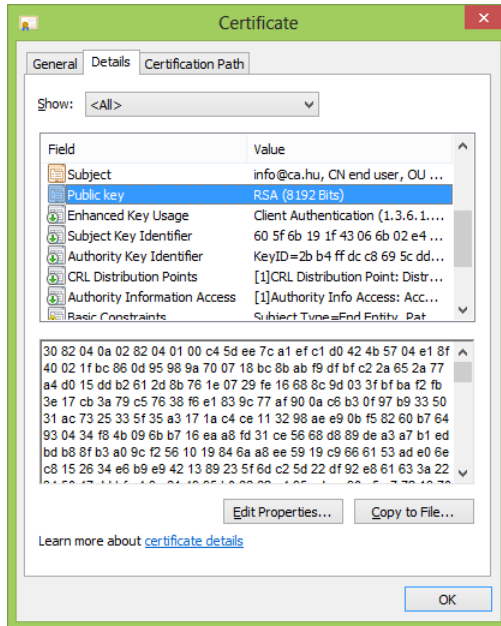 Certificate
General Details Certification Path
Show: <All>
Field Value
Subject info@ca.hu, CN end user, OU ...
Public key RSA (8192 Bits)
Enhanced Key Usage Client Authentication (1.3.6.1....
Subject Key Identifier 60 5f 6b 19 1f 43 06 6b 02 e4 ...
Authority Key Identifier KeyID=2b b4 ff dc c8 69 5c dd...
CRL Distribution Points [1]CRL Distribution Point: Distr...
Authority Information Access [1]Authority Info Access: Acc...
Basic Constraints Subject Type=End Entity, Pat
30 82 04 0a 02 82 04 01 00 c4 5d ee 7c a1 ef c1 d0 42 4b 57 04 e1 8f
40 02 1f bc 86 0d 95 98 9a 70 07 18 bc 8b ab f9 df bf c2 2a 65 2a 77
a4 d0 15 dd b2 61 2d 8b 76 1e 07 29 fe 16 68 8c 9d 03 3f bf ba f2 fb
3e 17 cb 3a 79 c5 76 38 f6 e1 83 9c 77 af 90 0a c6 b3 0f 97 b9 33 50
31 ac 73 25 33 5f 35 a3 17 1a c4 ce 11 32 98 ae e9 0b f5 82 60 b7 64
93 04 34 f8 4b 09 6b b7 16 ea a8 fd 31 ce 56 68 d8 89 de a3 a7 b1 ed
bd b8 8f b3 a0 9c f2 56 10 19 84 6a a8 ee 59 19 c9 66 61 53 ad e0 6e
c8 15 26 34 e6 b9 e9 42 13 89 23 5f 6d c2 5d 22 df 92 e8 61 63 3a 22
Edit Properties... Copy to File...
Learn more about certificate details
OK